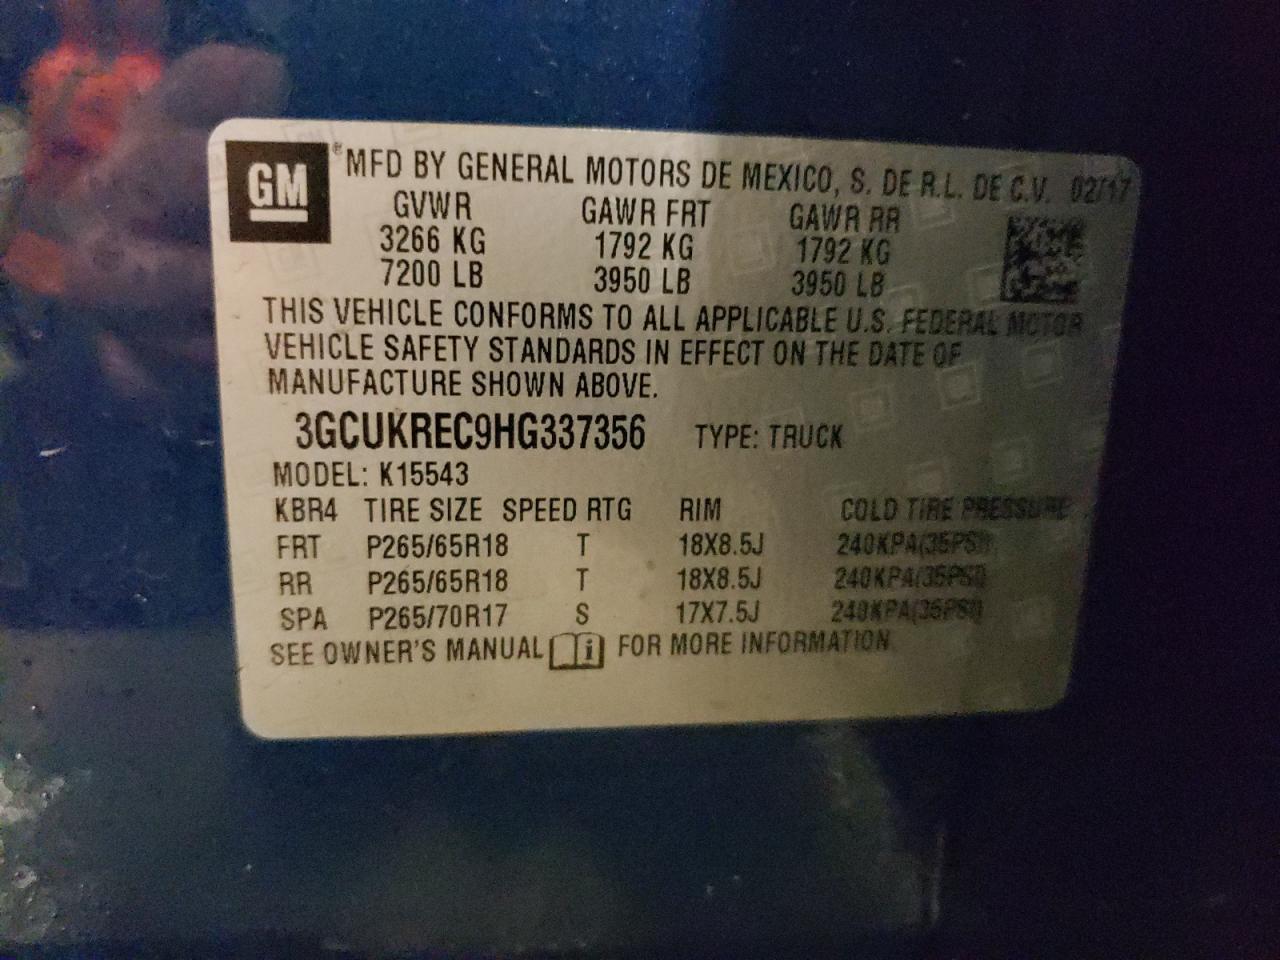 GM ® MFD BY GENERAL MOTORS DE MEXICO, S. DE R.L. DE C.V. 02/17
GVWR GAWR FRT GAWR RR
3266 KG 1792 KG 1792 KG
7200 LB 3950 LB 3950 LB
THIS VEHICLE CONFORMS TO ALL APPLICABLE U.S. FEDERAL MOTOR
VEHICLE SAFETY STANDARDS IN EFFECT ON THE DATE OF
MANUFACTURE SHOWN ABOVE.
3GCUKREC9HG337356 TYPE: TRUCK
MODEL: K15543
KBR4 TIRE SIZE SPEED RTG RIM COLD TIRE PRESSURE
FRT P265/65R18 T 18X8.5J 240KPA(35PSI)
RR P265/65R18 T 18X8.5J 240KPA(35PSI)
SPA P265/70R17 S 17X7.5J 240KPA(35PSI)
SEE OWNER'S MANUAL i FOR MORE INFORMATION